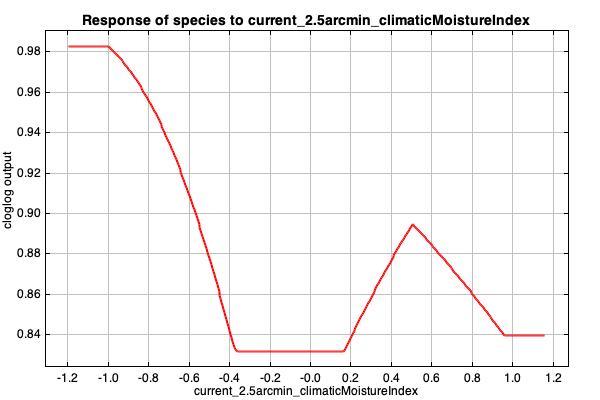 Response of species to current_2.5arcmin_climaticMoistureIndex
cloglog output
0.98
0.96
0.94
0.92
0.90
0.88
0.86
0.84
-1.2 -1.0 -0.8 -0.6 -0.4 -0.2 -0.0 0.2 0.4 0.6 0.8 1.0 1.2
current_2.5arcmin_climaticMoistureIndex